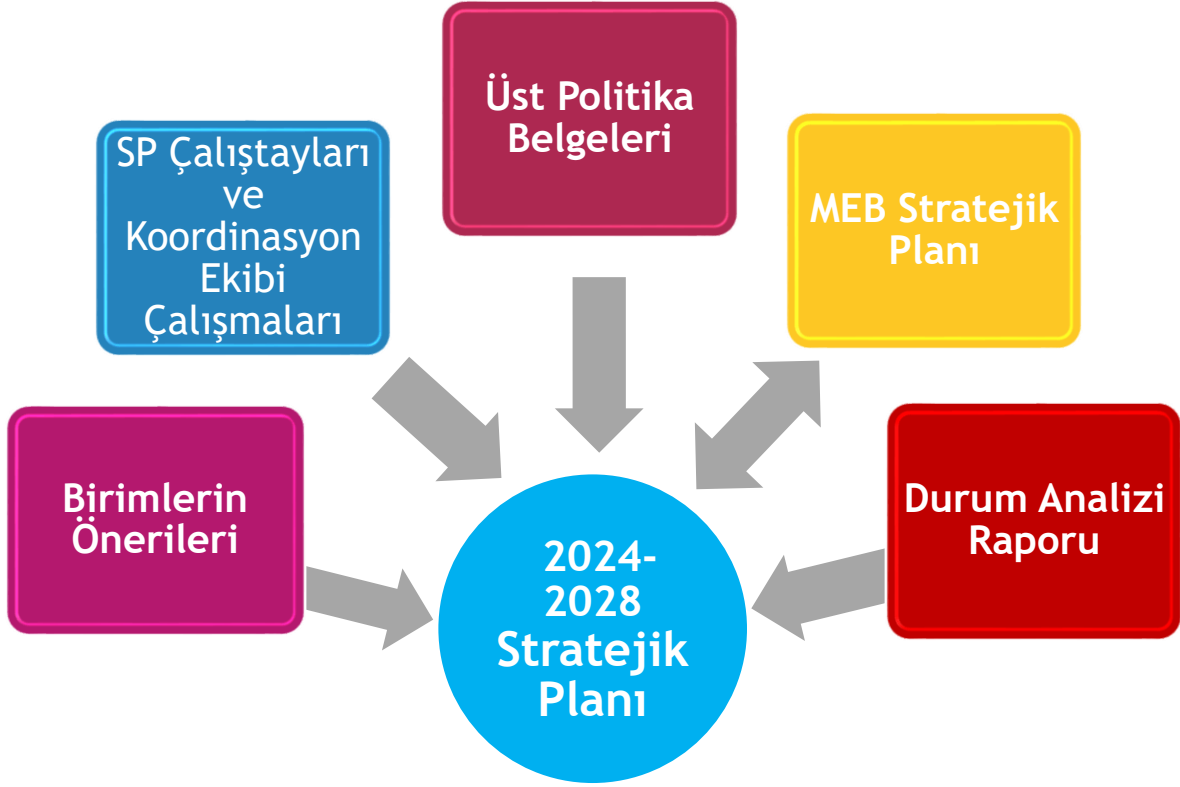 Üst Politika
Belgeleri
SP Çalıştayları
ve
Koordinasyon
Ekibi
Çalışmaları
MEB Stratejik
Planı
Birimlerin
Önerileri
Durum Analizi
Raporu
2024-
2028
Stratejik
Planı